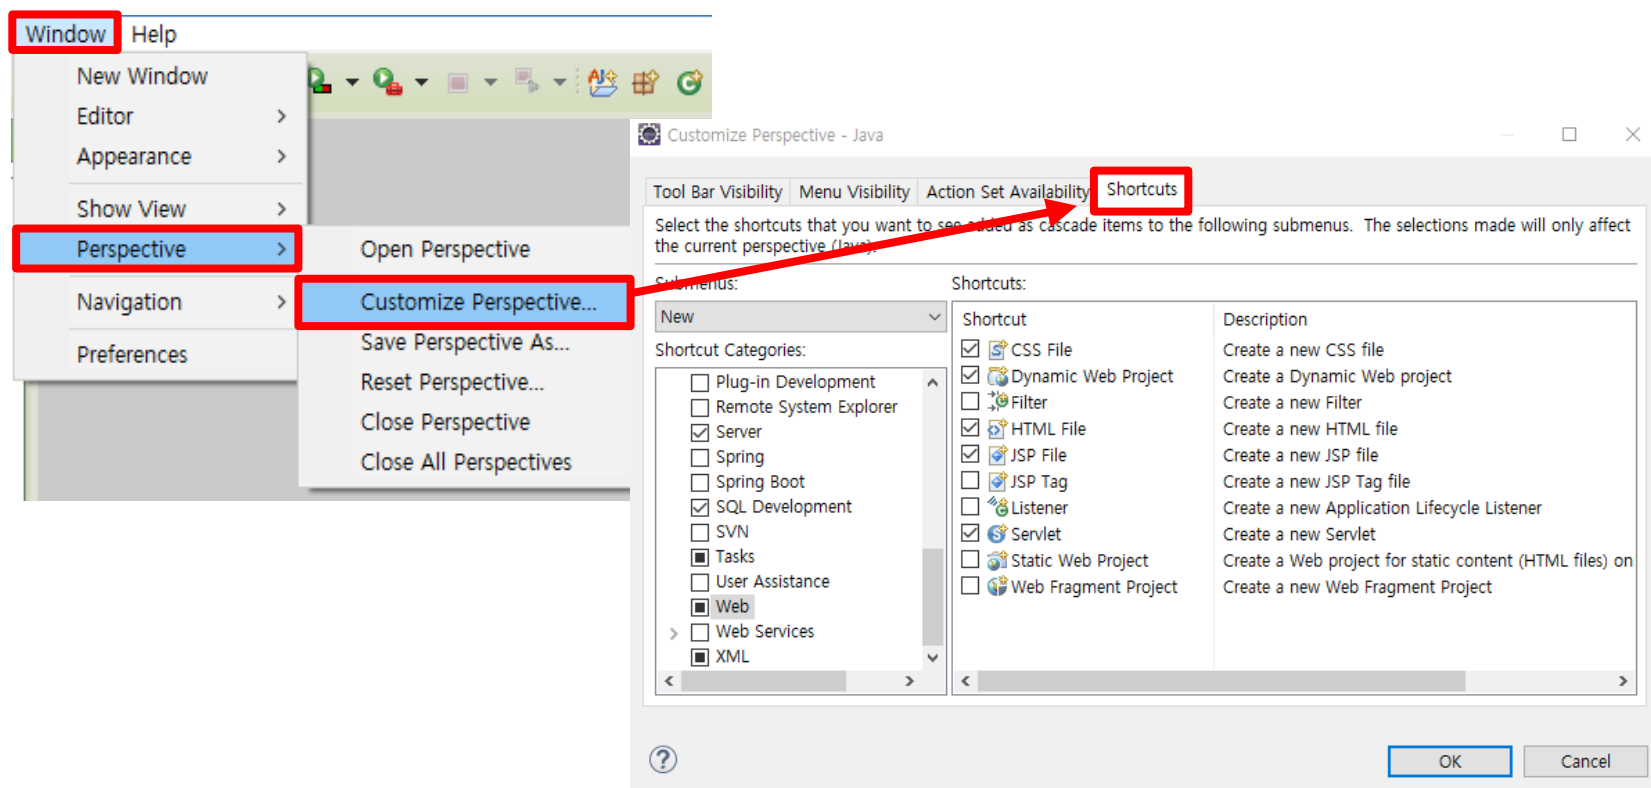 Window Help
New Window
Editor
Appearance
Show View
Perspective
Navigation
Preferences
Open Perspective
Customize Perspective...
Save Perspective As...
Reset Perspective...
Close Perspective
Close All Perspectives
Customize Perspective - Java
Tool Bar Visibility Menu Visibility Action Set Availability Shortcuts
Select the shortcuts that you want to see added as cascade items to the following submenus. The selections made will only affect
the current perspective (Java).
Submenus:
New
Shortcut Categories:
Plug-in Development
Remote System Explorer
Server
Spring
Spring Boot
SQL Development
SVN
Tasks
User Assistance
Web
Web Services
XML
Shortcuts:
Shortcut Description
CSS File Create a new CSS file
Dynamic Web Project Create a Dynamic Web project
Filter Create a new Filter
HTML File Create a new HTML file
JSP File Create a new JSP file
JSP Tag Create a new JSP Tag file
Listener Create a new Application Lifecycle Listener
Servlet Create a new Servlet
Static Web Project Create a Web project for static content (HTML files) on
Web Fragment Project Create a new Web Fragment Project
OK Cancel